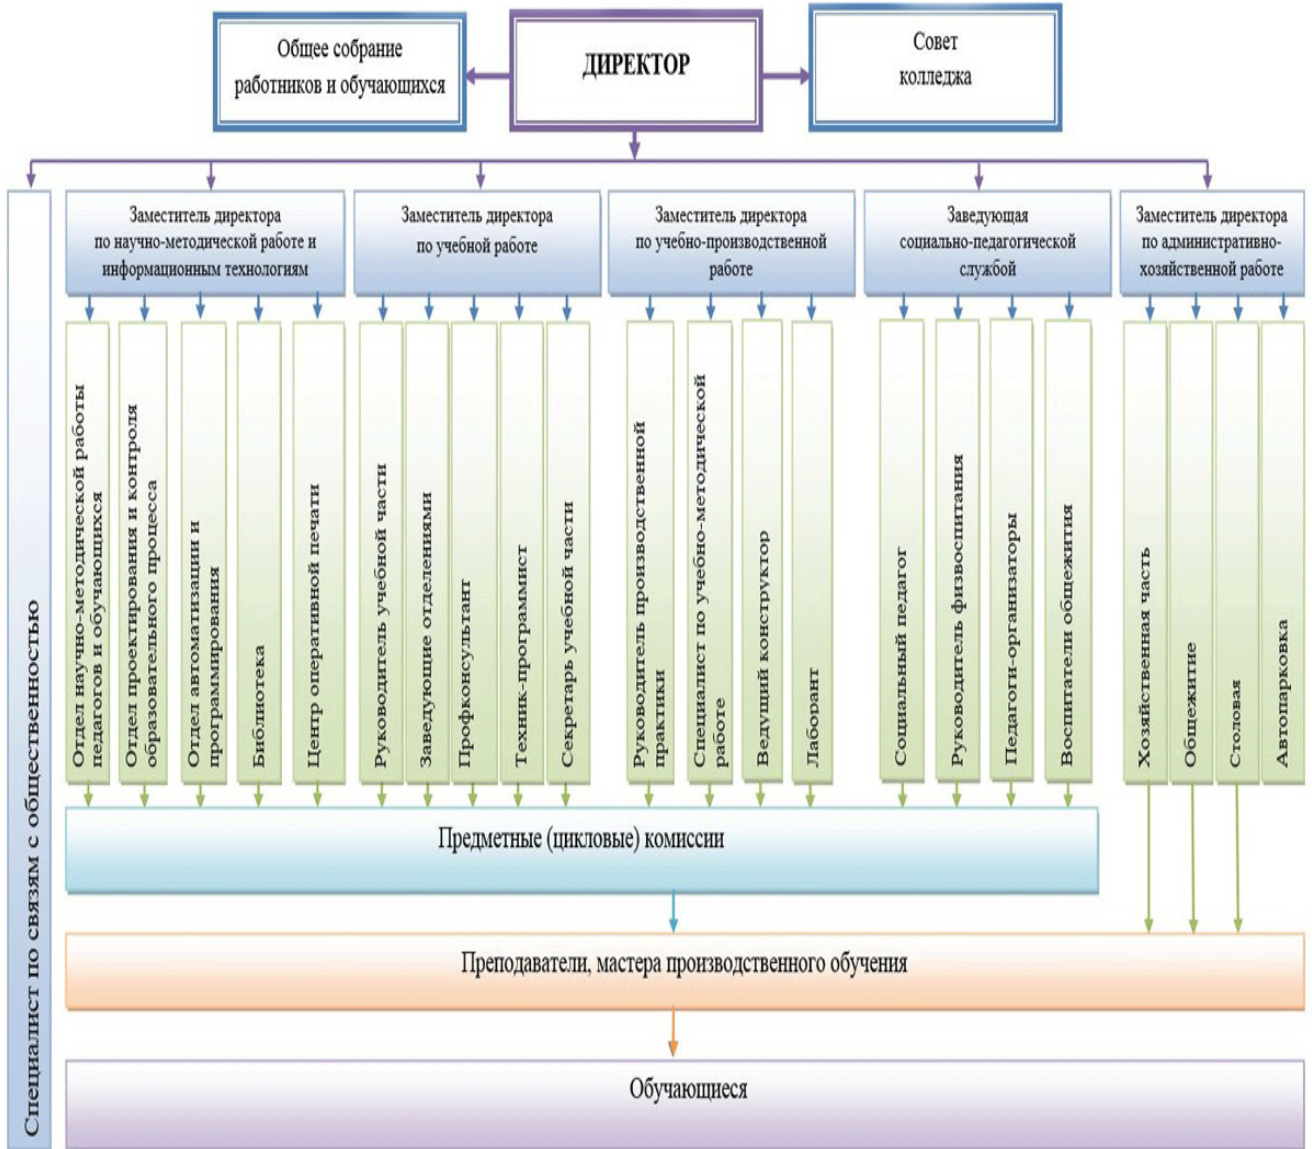 Общее собрание
работников и обучающихся
ДИРЕКТОР
Совет
колледжа
Специалист по связям с общественностью
Заместитель директора
по научно-методической работе и
информационным технологиям
Заместитель директора
по учебной работе
Заместитель директора
по учебно-производственной
работе
Заведующая
социально-педагогической
службой
Заместитель директора
по административно-
хозяйственной работе
Отдел научно-методической работы
педагогов и обучающихся
Отдел проектирования и контроля
образовательного процесса
Отдел автоматизации и
программирования
Библиотека
Центр оперативной печати
Руководитель учебной части
Заведующие отделениями
Профконсультант
Техник-программист
Секретарь учебной части
Руководитель производственной
практики
Специалист по учебно-методической
работе
Ведущий конструктор
Лаборант
Социальный педагог
Руководитель физвоспитания
Педагоги-организаторы
Воспитатели общежития
Хозяйственная часть
Общежитие
Столовая
Автопарковка
Предметные (цикловые) комиссии
Преподаватели, мастера производственного обучения
Обучающиеся